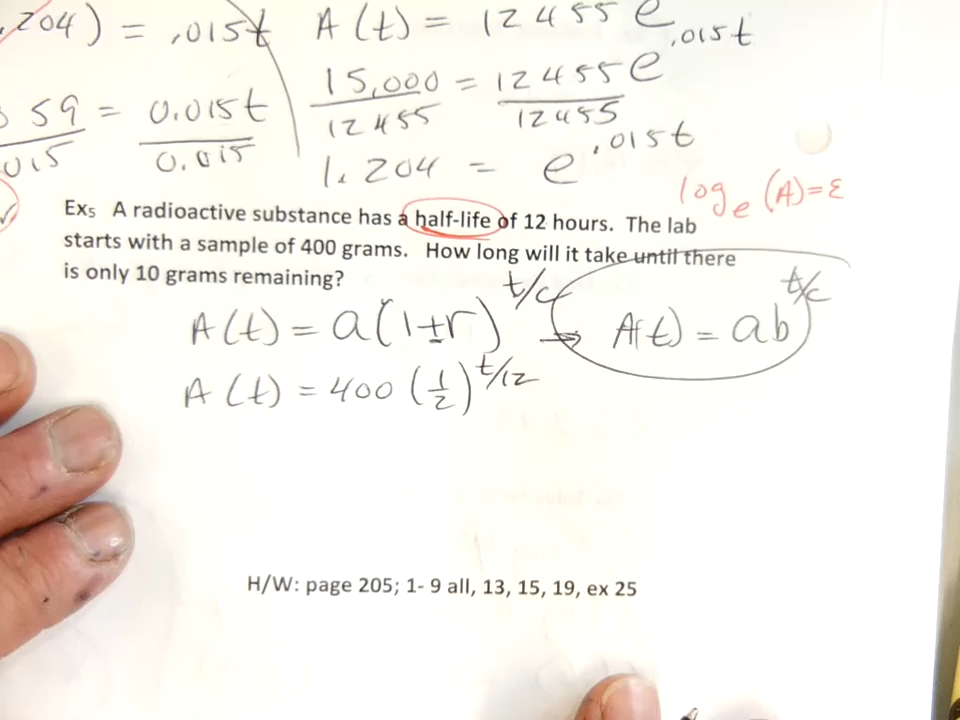 .204) = .015t
A(t) = 12455 e^.015t
15,000/12455 = 12455 e^.015t/12455
59/015 = 0.015t/0.015
1.204 = e^.015t
log_e (A)=E
Ex5 A radioactive substance has a half-life of 12 hours. The lab
starts with a sample of 400 grams. How long will it take until there
is only 10 grams remaining?
A(t) = a(1±r)^t/c → A(t) = ab^t/c
A(t) = 400 (1/2)^t/12
H/W: page 205; 1- 9 all, 13, 15, 19, ex 25